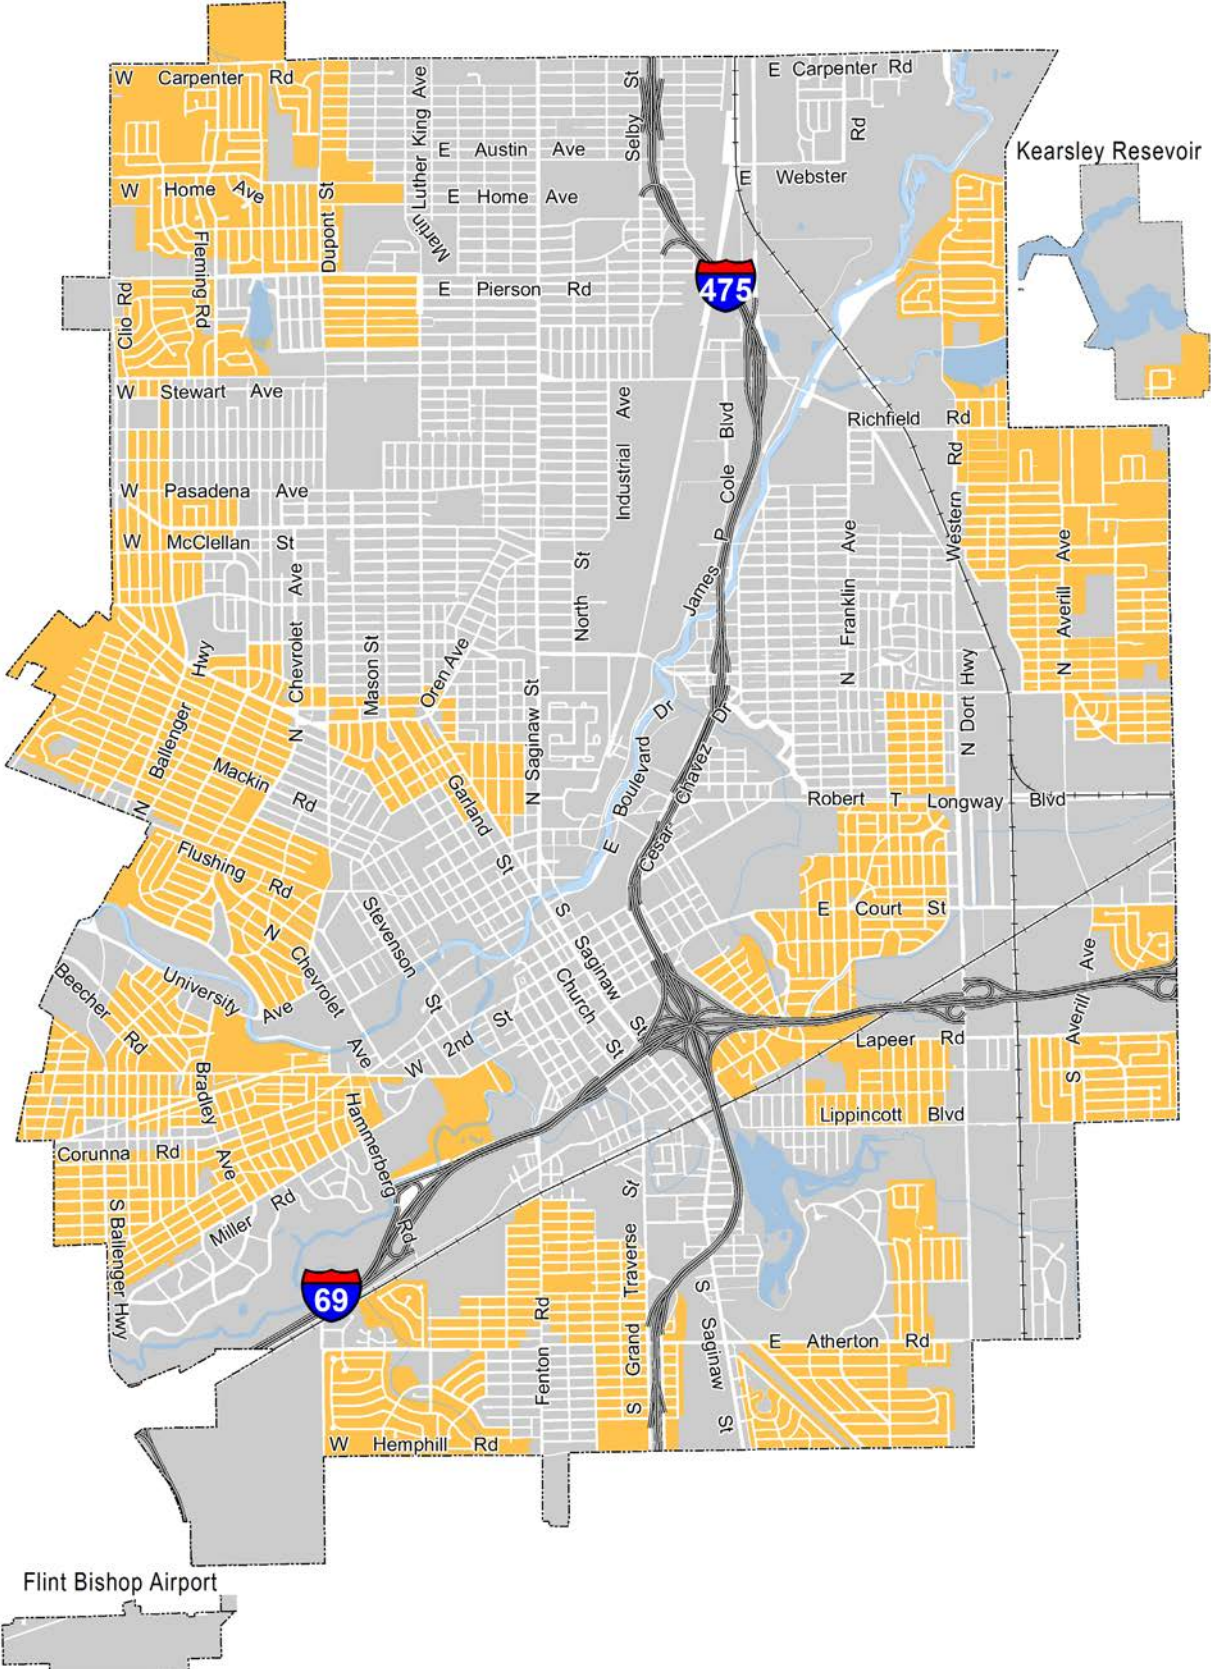 W Carpenter Rd
E Carpenter Rd
Selby St
Martin Luther King Ave
E Austin Ave
Rd
Kearsley Resevoir
E Webster
W Home Ave
Dupont St
E Home Ave
Fleming Rd
Clio Rd
E Pierson Rd
475
W Stewart Ave
Industrial Ave
James P Cole Blvd
Richfield Rd
Western Rd
W Pasadena Ave
W McClellan St
N Chevrolet Ave
North St
N Franklin Ave
N Averill Ave
Mason St
Oren Ave
N Ballenger Hwy
N Saginaw St
N Dort Hwy
E Boulevard Dr
Cesar Chavez Dr
Mackin Rd
Garland St
Robert T Longway Blvd
Flushing Rd
E Court St
Stevenson St
N Chevrolet Ave
S Saginaw St
Church St
University Ave
Beecher Rd
W 2nd St
S Averill Ave
Lapeer Rd
Bradley Ave
Hammerberg Rd
Lippincott Blvd
Corunna Rd
Miller Rd
S Ballenger Hwy
S Grand Traverse St
69
Fenton Rd
S Saginaw St
E Atherton Rd
W Hemphill Rd
Flint Bishop Airport